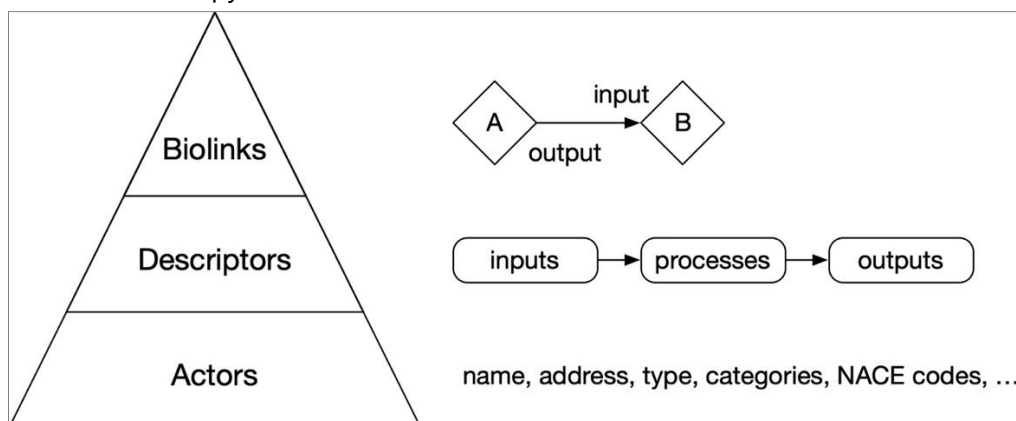 Biolinks
A
B
input
output
Descriptors
inputs
processes
outputs
Actors
name, address, type, categories, NACE codes, ...